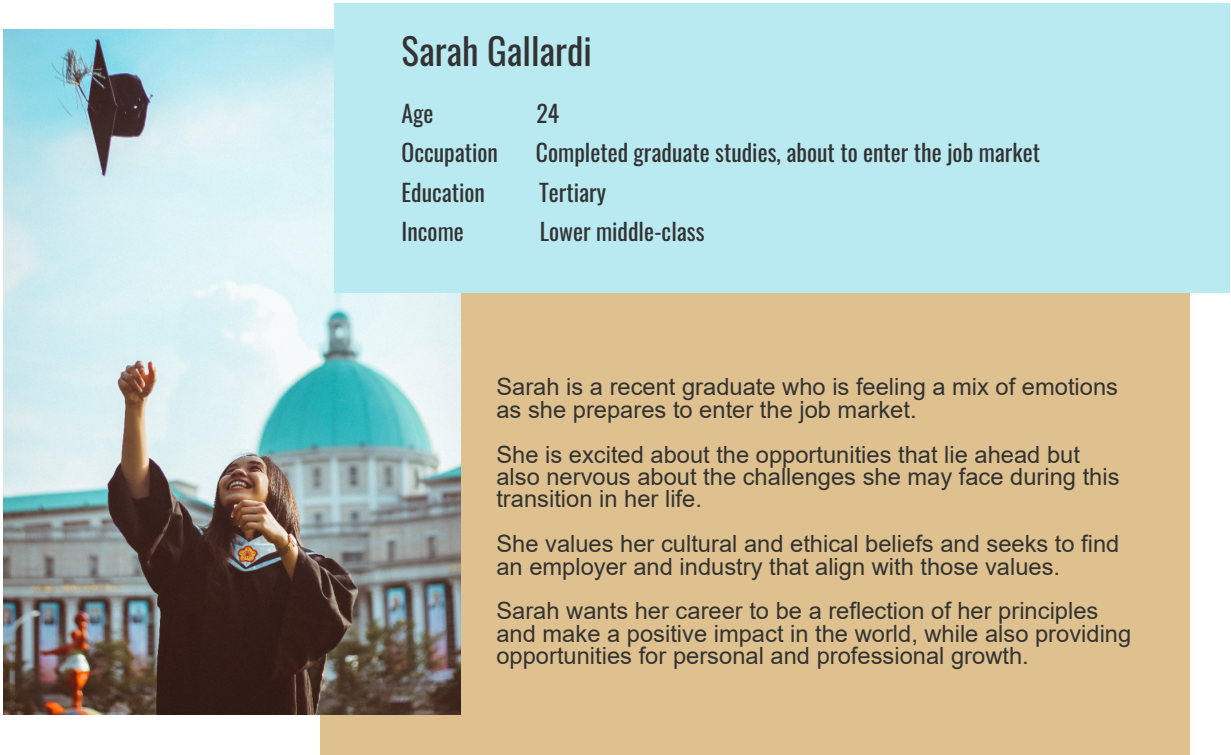 Sarah Gallardi
Age 24
Occupation Completed graduate studies, about to enter the job market
Education Tertiary
Income Lower middle-class
Sarah is a recent graduate who is feeling a mix of emotions
as she prepares to enter the job market.
She is excited about the opportunities that lie ahead but
also nervous about the challenges she may face during this
transition in her life.
She values her cultural and ethical beliefs and seeks to find
an employer and industry that align with those values.
Sarah wants her career to be a reflection of her principles
and make a positive impact in the world, while also providing
opportunities for personal and professional growth.